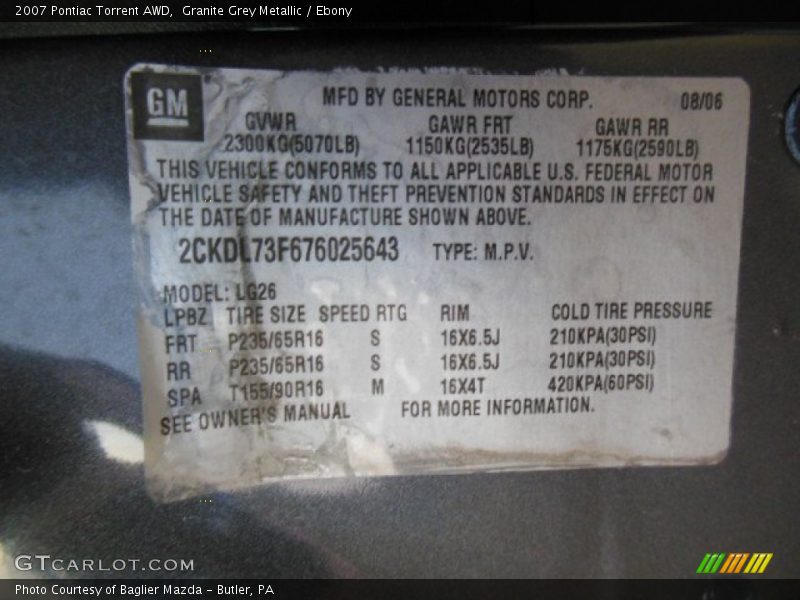 2007 Pontiac Torrent AWD, Granite Grey Metallic / Ebony
GM
MFD BY GENERAL MOTORS CORP. 08/06
GVWR GAWR FRT GAWR RR
2300KG(5070LB) 1150KG(2535LB) 1175KG(2590LB)
THIS VEHICLE CONFORMS TO ALL APPLICABLE U.S. FEDERAL MOTOR
VEHICLE SAFETY AND THEFT PREVENTION STANDARDS IN EFFECT ON
THE DATE OF MANUFACTURE SHOWN ABOVE.
2CKDL73F676025643 TYPE: M.P.V.
MODEL: LG26
LPBZ TIRE SIZE SPEED RTG RIM COLD TIRE PRESSURE
FRT P235/65R16 S 16X6.5J 210KPA(30PSI)
RR P235/65R16 S 16X6.5J 210KPA(30PSI)
SPA T155/90R16 M 16X4T 420KPA(60PSI)
SEE OWNER'S MANUAL FOR MORE INFORMATION.
GTCARLOT.COM
Photo Courtesy of Baglier Mazda - Butler, PA